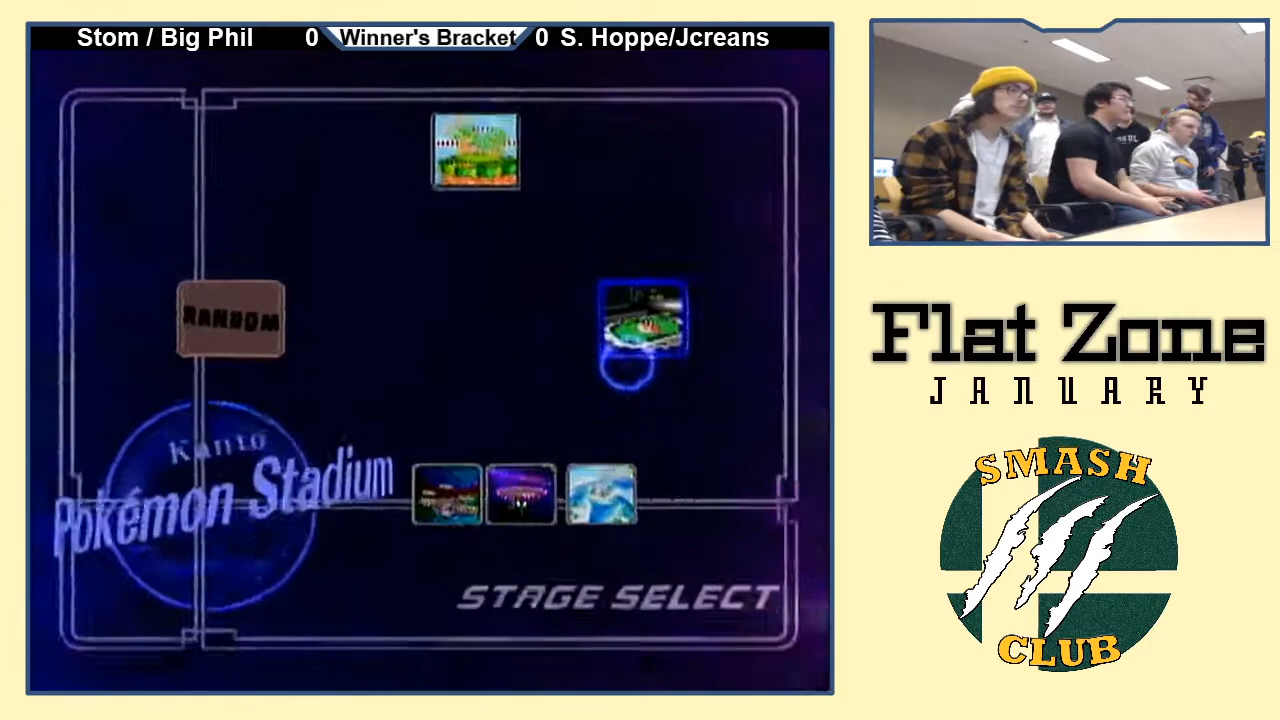 Stom / Big Phil 0 Winner's Bracket 0 S. Hoppe/Jcreans
RANDOM
Kanto
Pokémon Stadium
STAGE SELECT
Flat Zone
JANUARY
SMASH
CLUB